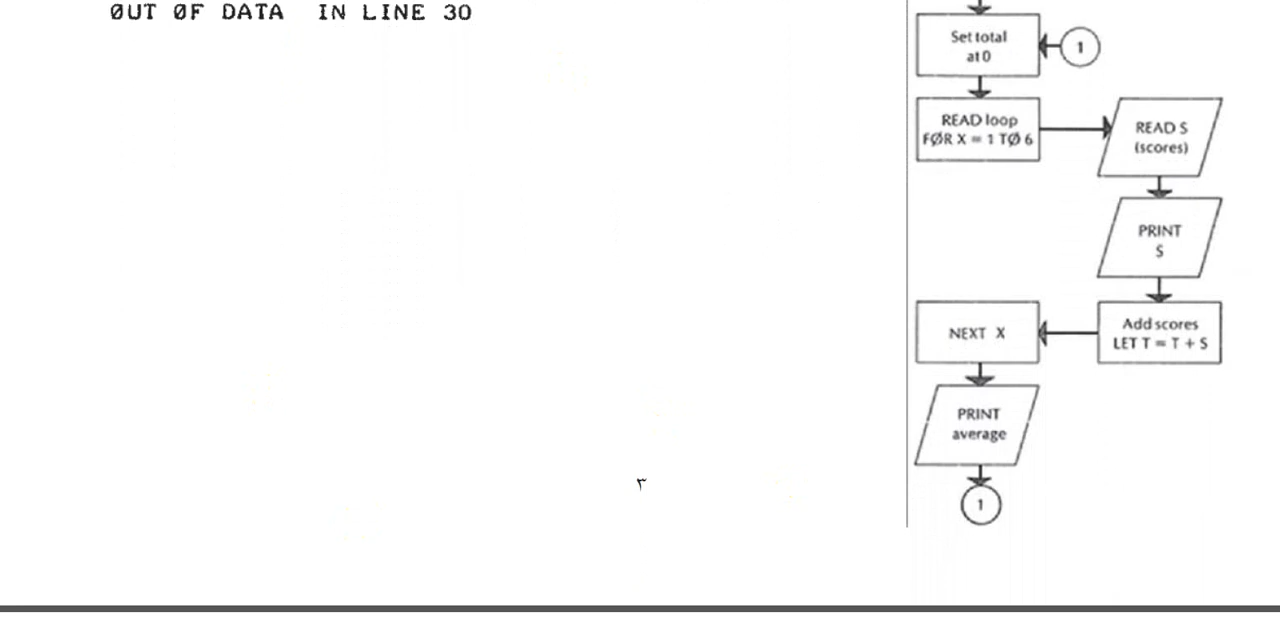 ØUT ØF DATA  IN LINE 30
Set total
at 0
1
READ loop
FØR X = 1 TØ 6
READ S
(scores)
PRINT
S
Add scores
LET T = T + S
NEXT X
PRINT
average
1
٣